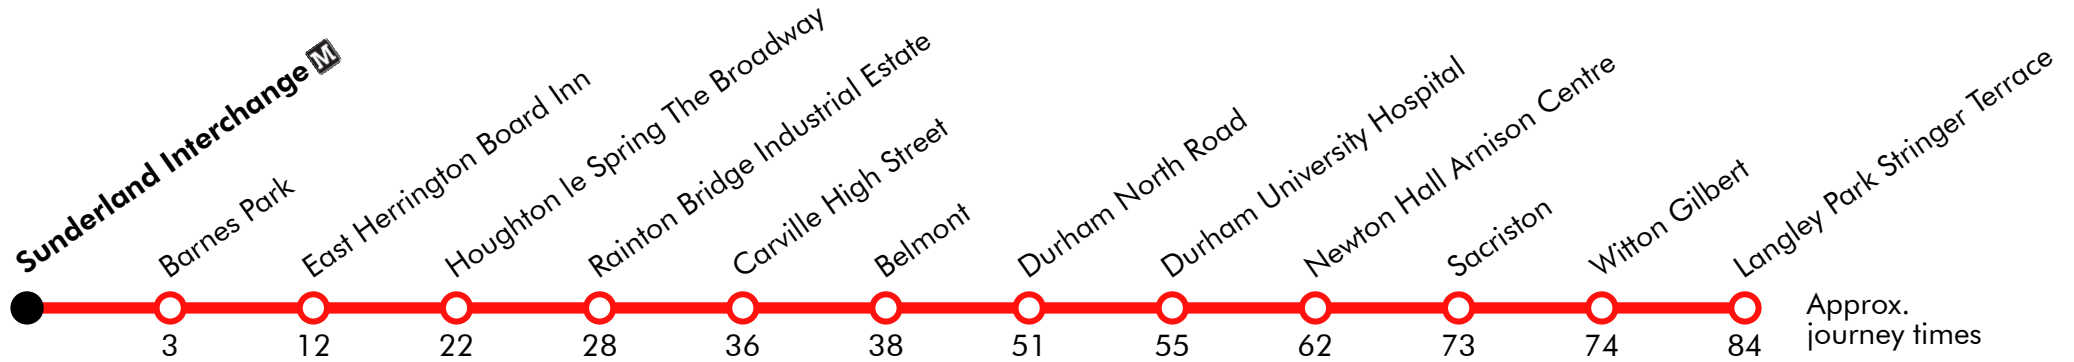 Sunderland Interchange M
Barnes Park
East Herrington Board Inn
Houghton le Spring The Broadway
Rainton Bridge Industrial Estate
Carville High Street
Belmont
Durham North Road
Durham University Hospital
Newton Hall Arnison Centre
Sacriston
Witton Gilbert
Langley Park Stringer Terrace
Approx.
journey times
3 12 22 28 36 38 51 55 62 73 74 84